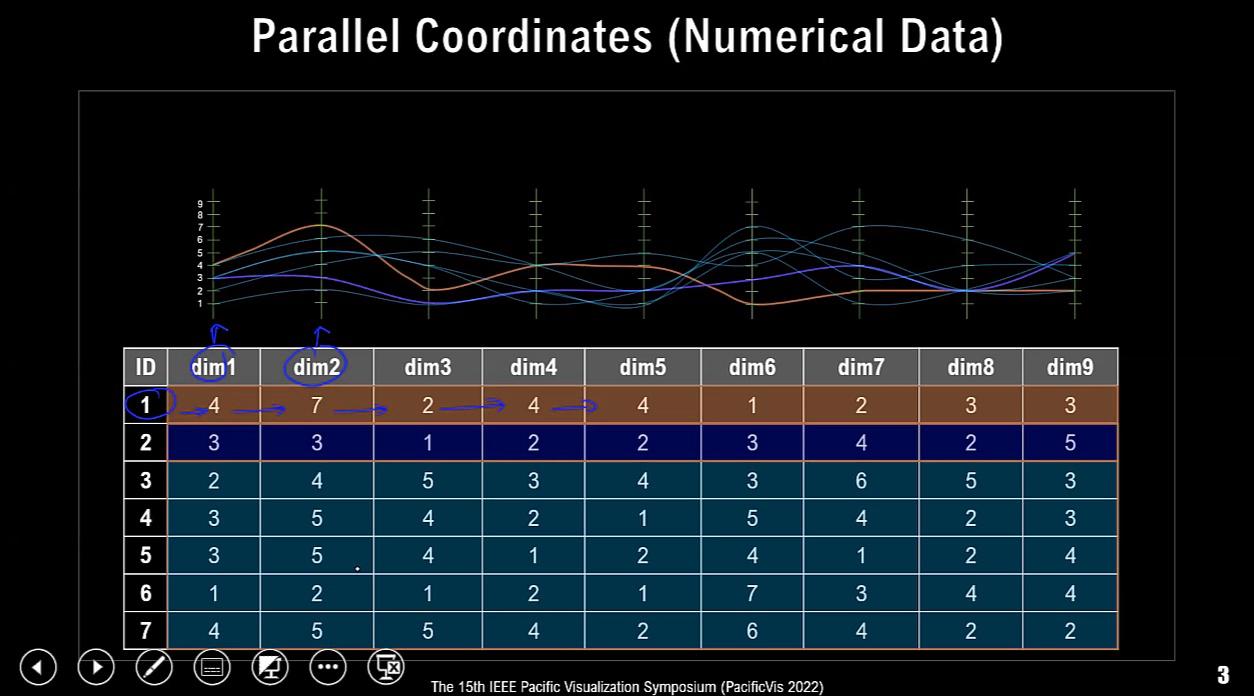 Parallel Coordinates (Numerical Data)
9
8
7
6
5
4
3
2
1
ID dim1 dim2 dim3 dim4 dim5 dim6 dim7 dim8 dim9
1 4 7 2 4 4 1 2 3 3
2 3 3 1 2 2 3 4 2 5
3 2 4 5 3 4 3 6 5 3
4 3 5 4 2 1 5 4 2 3
5 3 5 4 1 2 4 1 2 4
6 1 2 1 2 1 7 3 4 4
7 4 5 5 4 2 6 4 2 2
The 15th IEEE Pacific Visualization Symposium (PacificVis 2022)
3